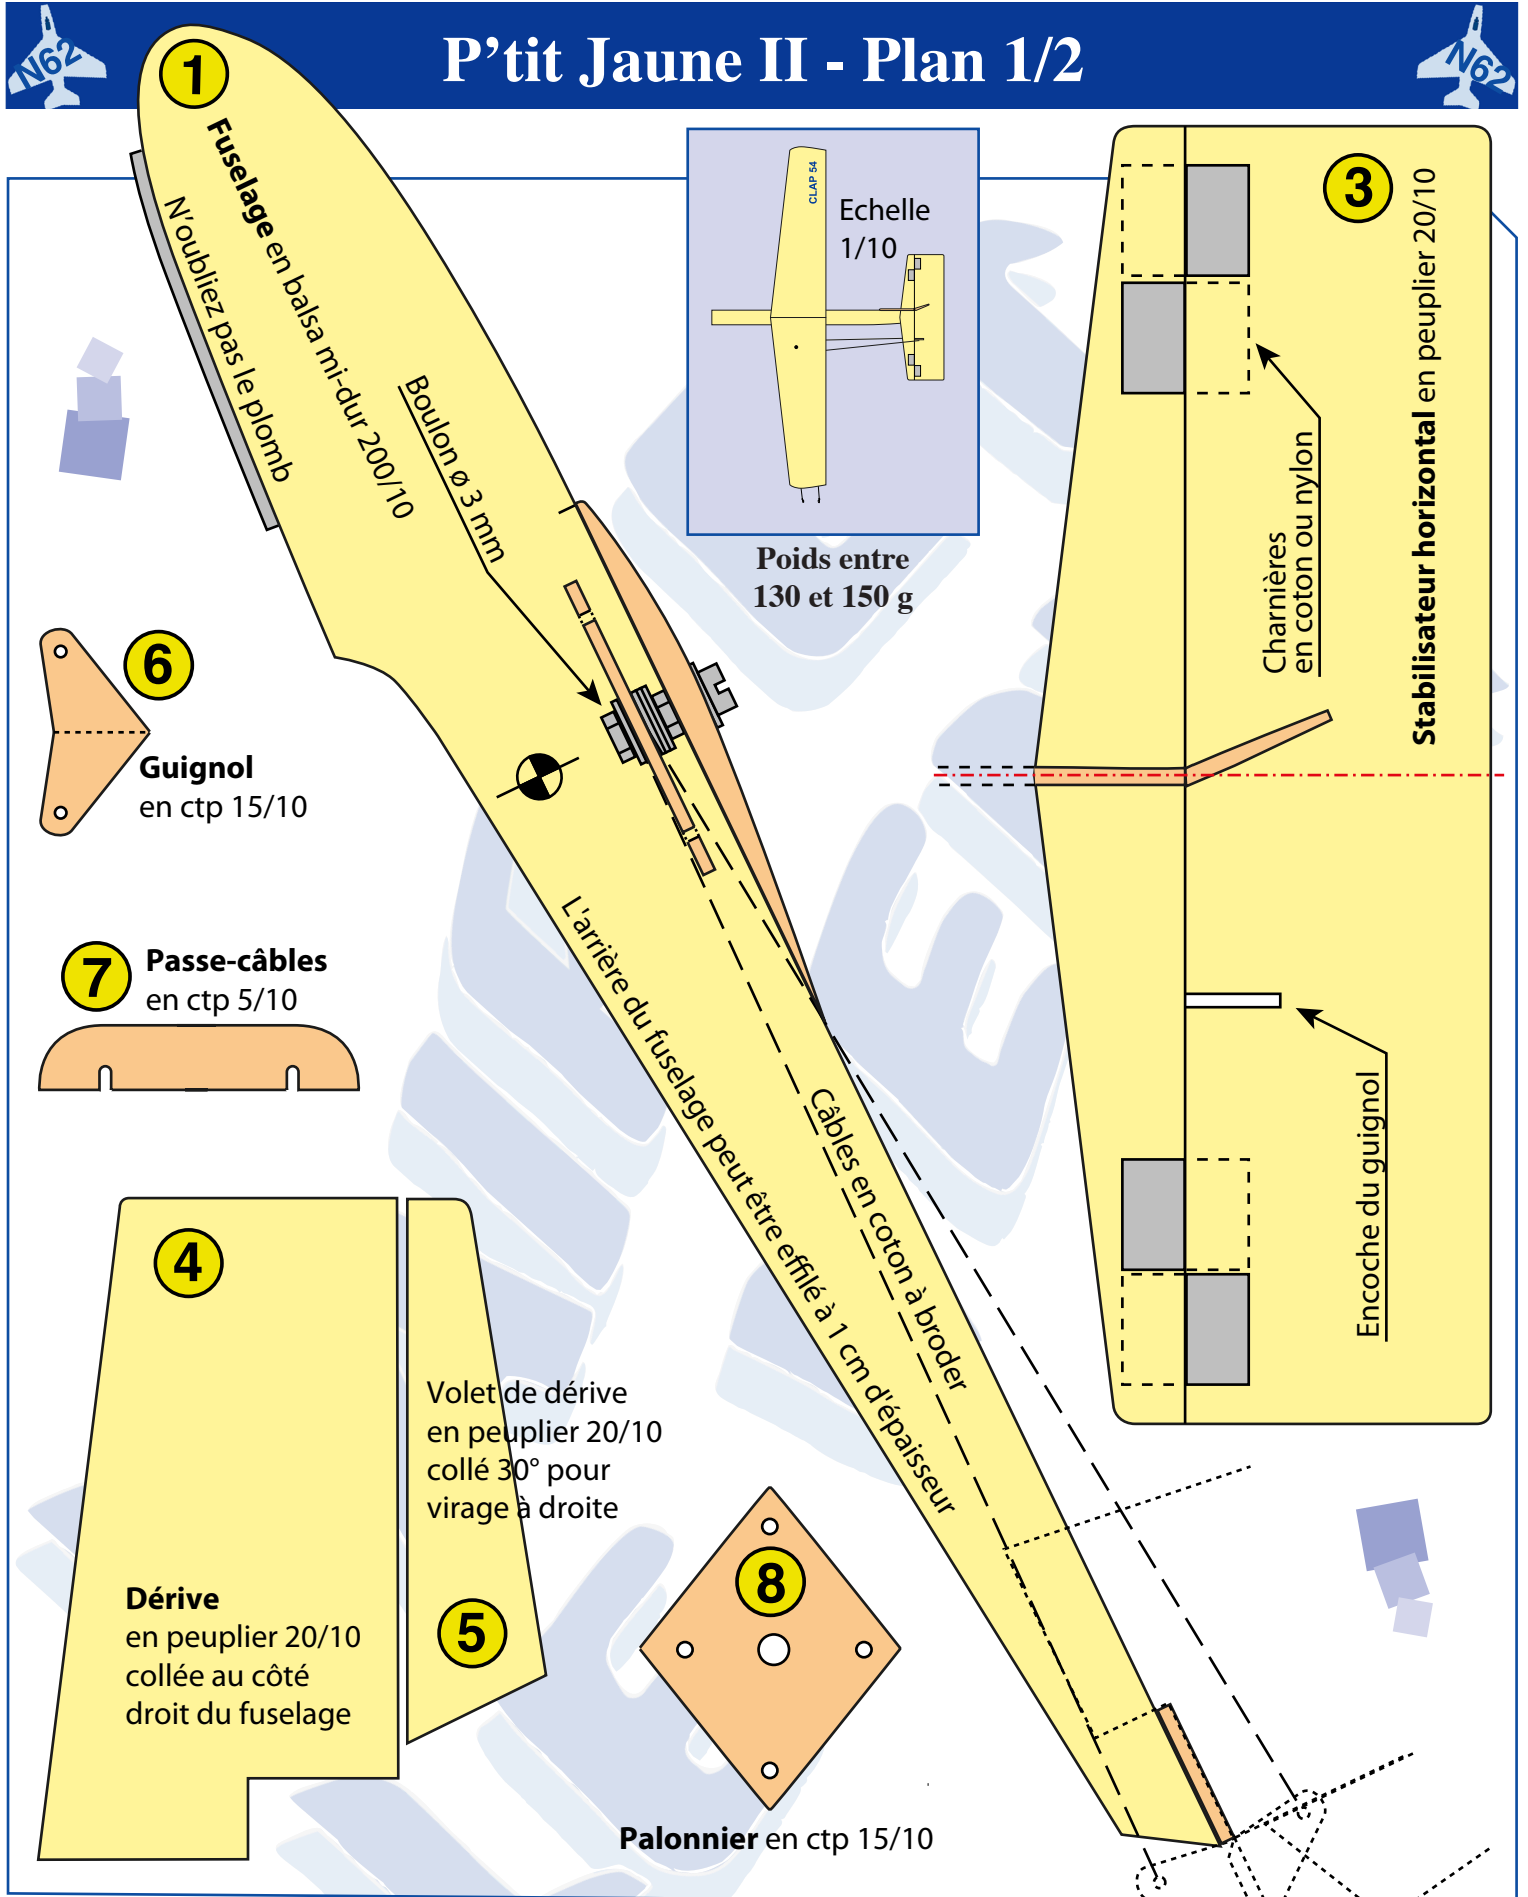 N62
P’tit Jaune II - Plan 1/2
N62
1
Fuselage en balsa mi-dur 200/10
N'oubliez pas le plomb
Boulon ø 3 mm
CLAP 54
Echelle
1/10
Poids entre
130 et 150 g
3
Stabilisateur horizontal en peuplier 20/10
Charnières
en coton ou nylon
Encoche du guignol
6
Guignol
en ctp 15/10
7
Passe-câbles
en ctp 5/10
L'arrière du fuselage peut être effilé à 1 cm d'épaisseur
Câbles en coton à broder
4
Dérive
en peuplier 20/10
collée au côté
droit du fuselage
Volet de dérive
en peuplier 20/10
collé 30° pour
virage à droite
5
8
Palonnier en ctp 15/10